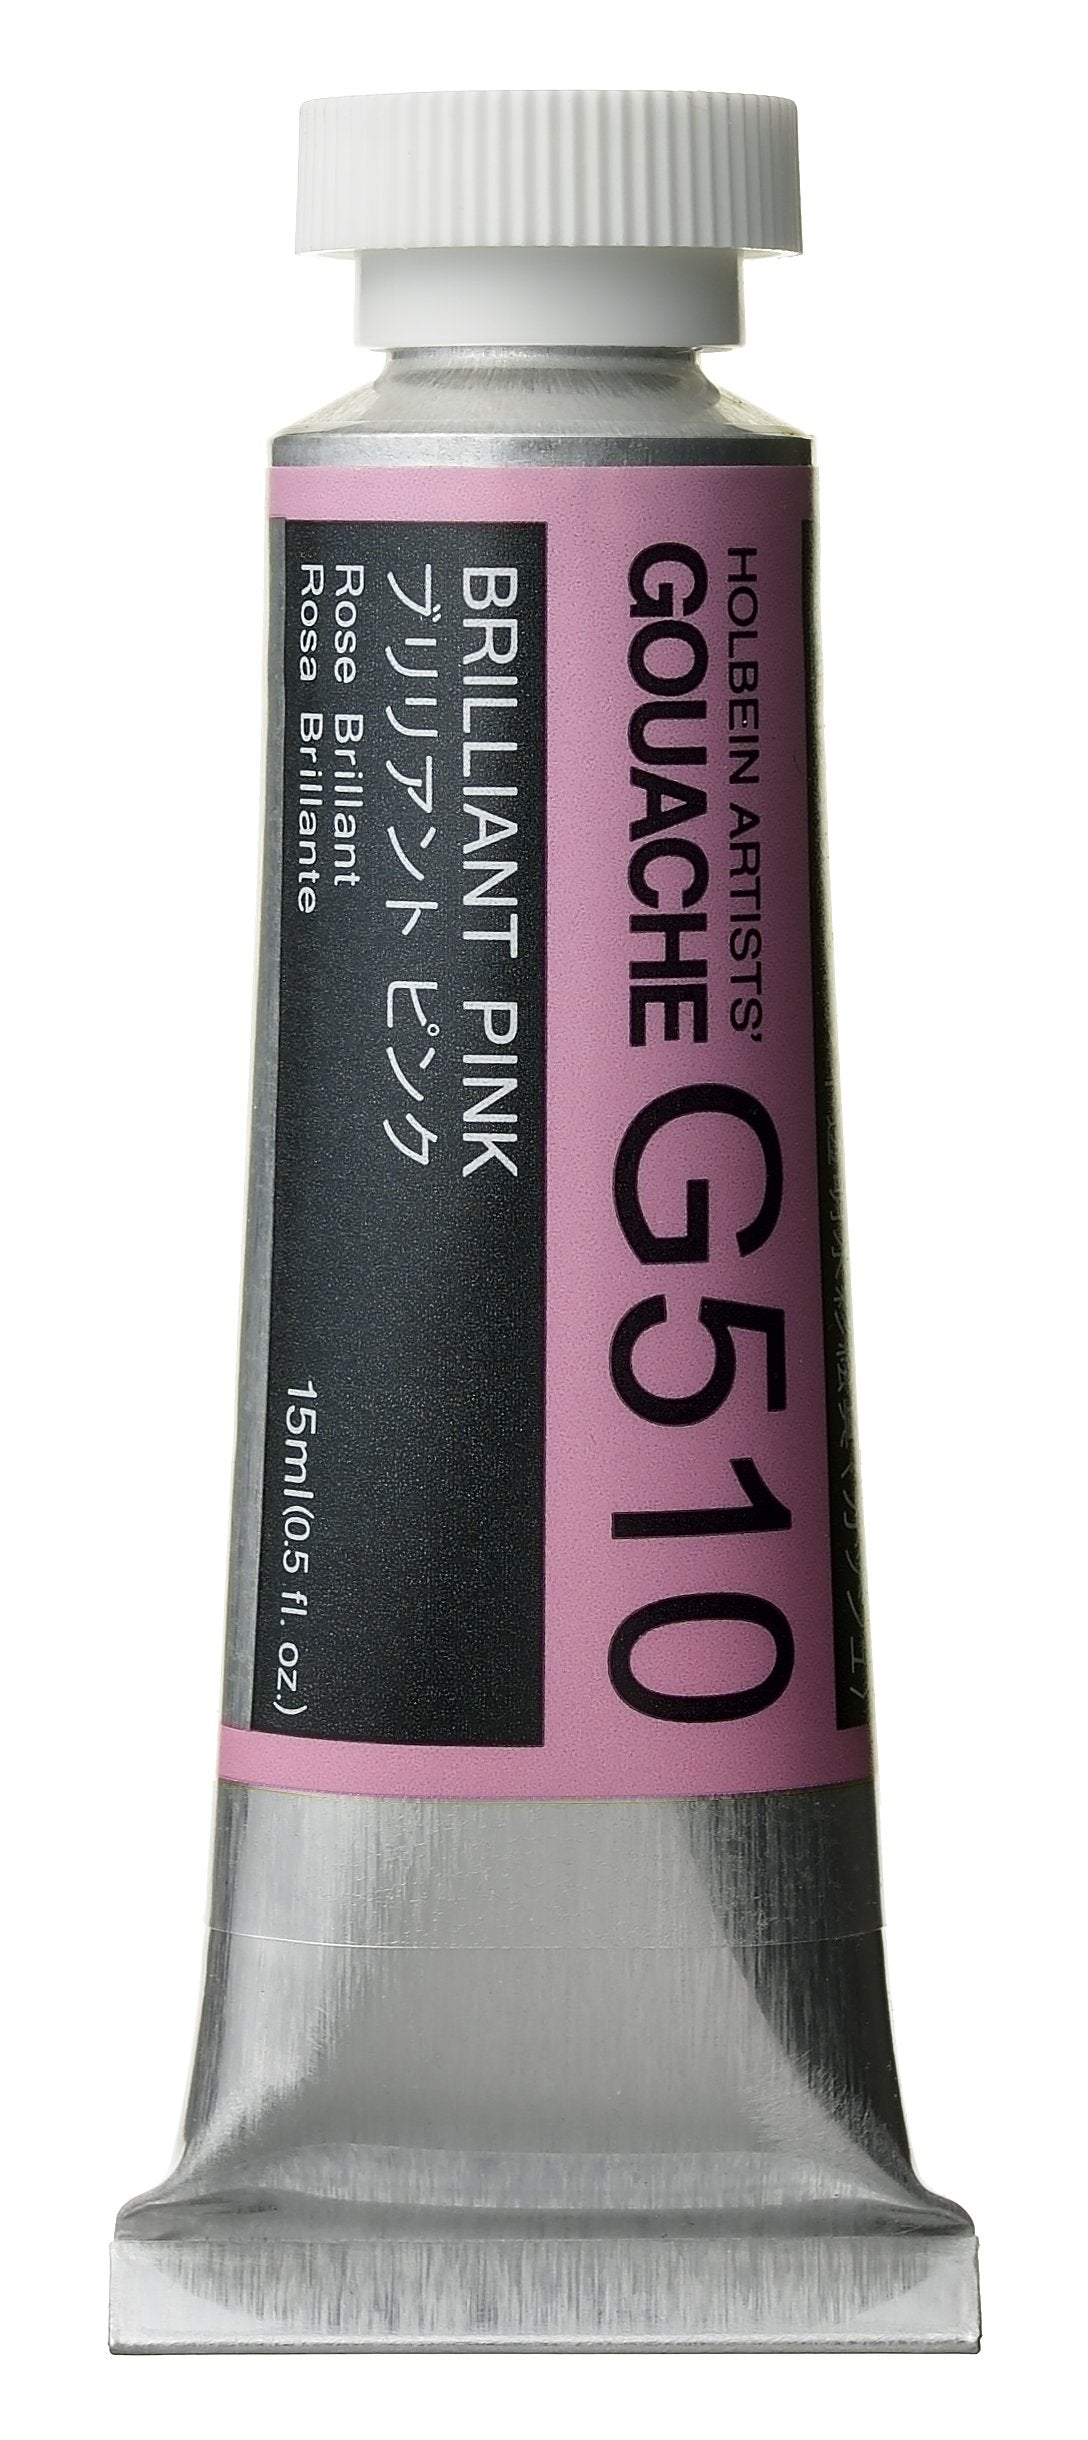 HOLBEIN ARTISTS'
GOUACHE G510
BRILLIANT PINK
ブリリアント ピンク
Rose Brillant
Rosa Brillante
15ml(0.5 fl. oz.)